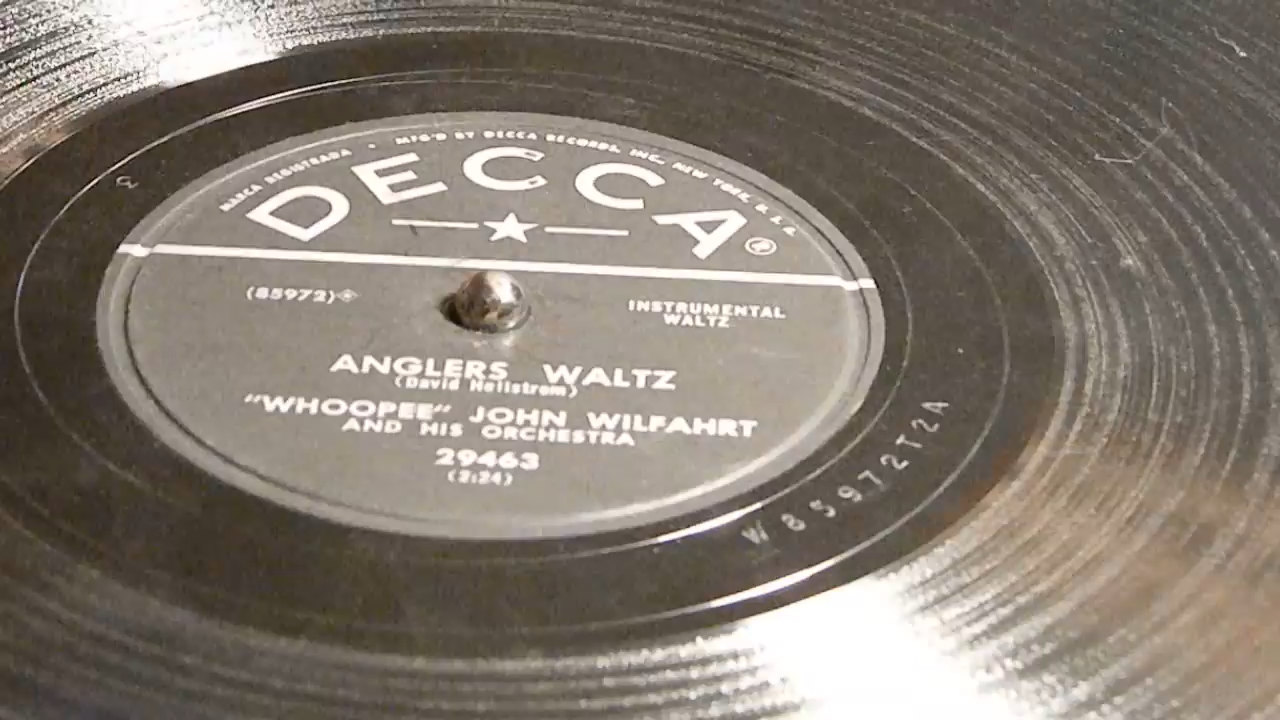 MARCA REGISTRADA • MFG'D BY DECCA RECORDS, INC., NEW YORK, U.S.A.
DECCA®
(85972)
INSTRUMENTAL
WALTZ
ANGLERS WALTZ
(David Hellstrom)
"WHOOPEE" JOHN WILFAHRT
AND HIS ORCHESTRA
29463
(2:24)
W 85972T2A